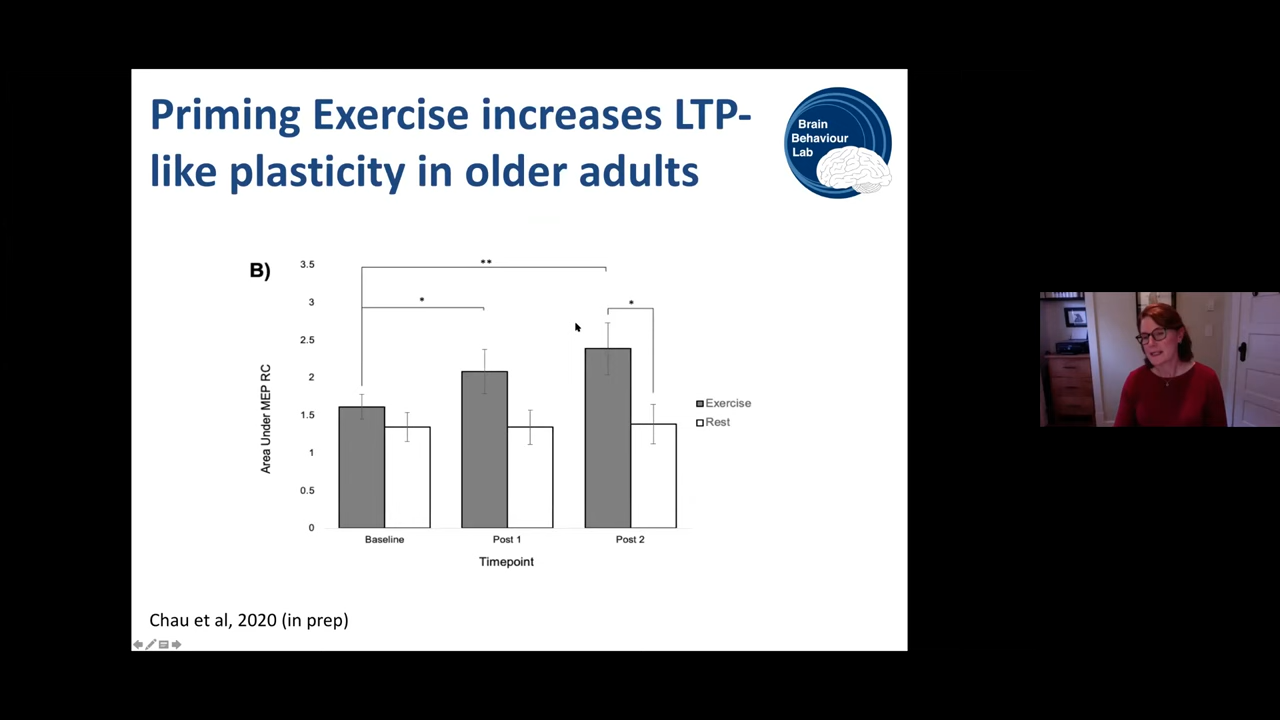 Priming Exercise increases LTP-
like plasticity in older adults
Brain
Behaviour
Lab
B)
**
*
*
3.5
3
2.5
2
1.5
1
0.5
0
Area Under MEP RC
Exercise
Rest
Baseline
Post 1
Post 2
Timepoint
Chau et al, 2020 (in prep)